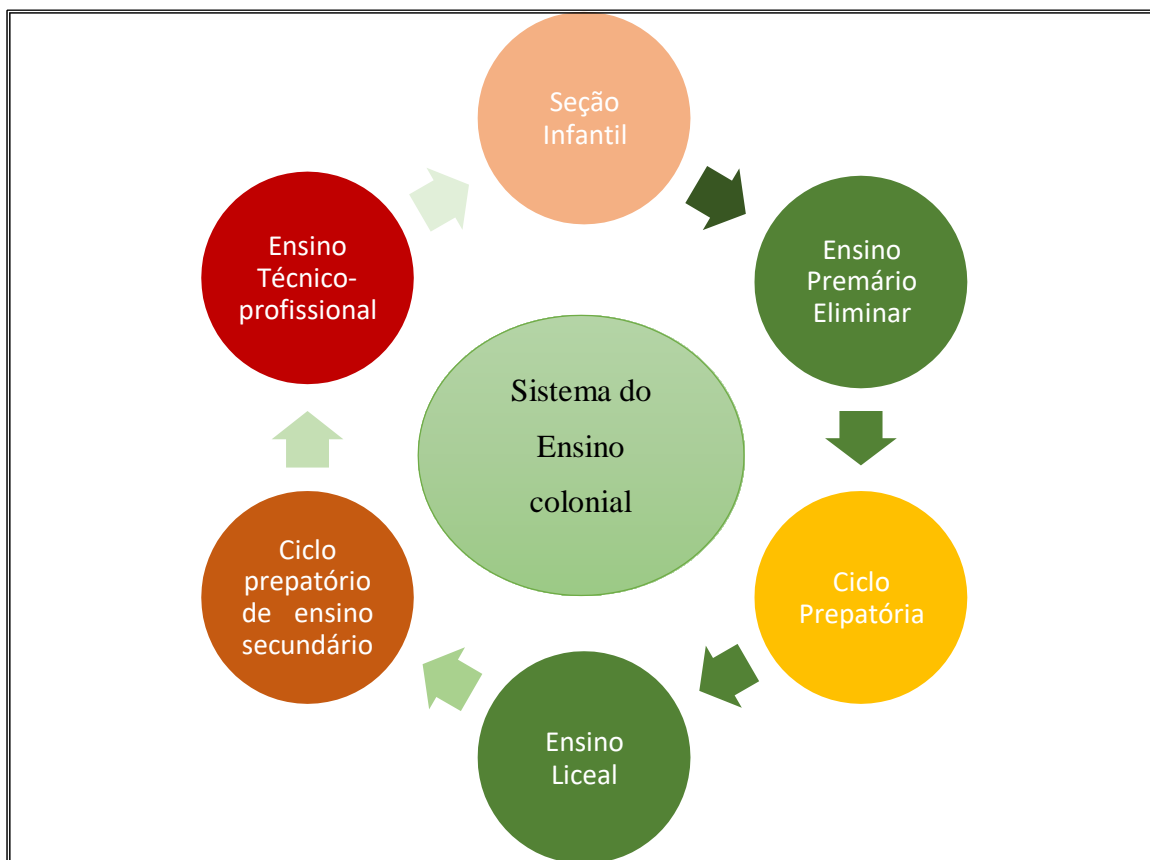 Seção
Infantil
Ensino
Premário
Eliminar
Ciclo
Prepatória
Ensino
Liceal
Ciclo
prepatório
de ensino
secundário
Ensino
Técnico-
profissional
Sistema do
Ensino
colonial